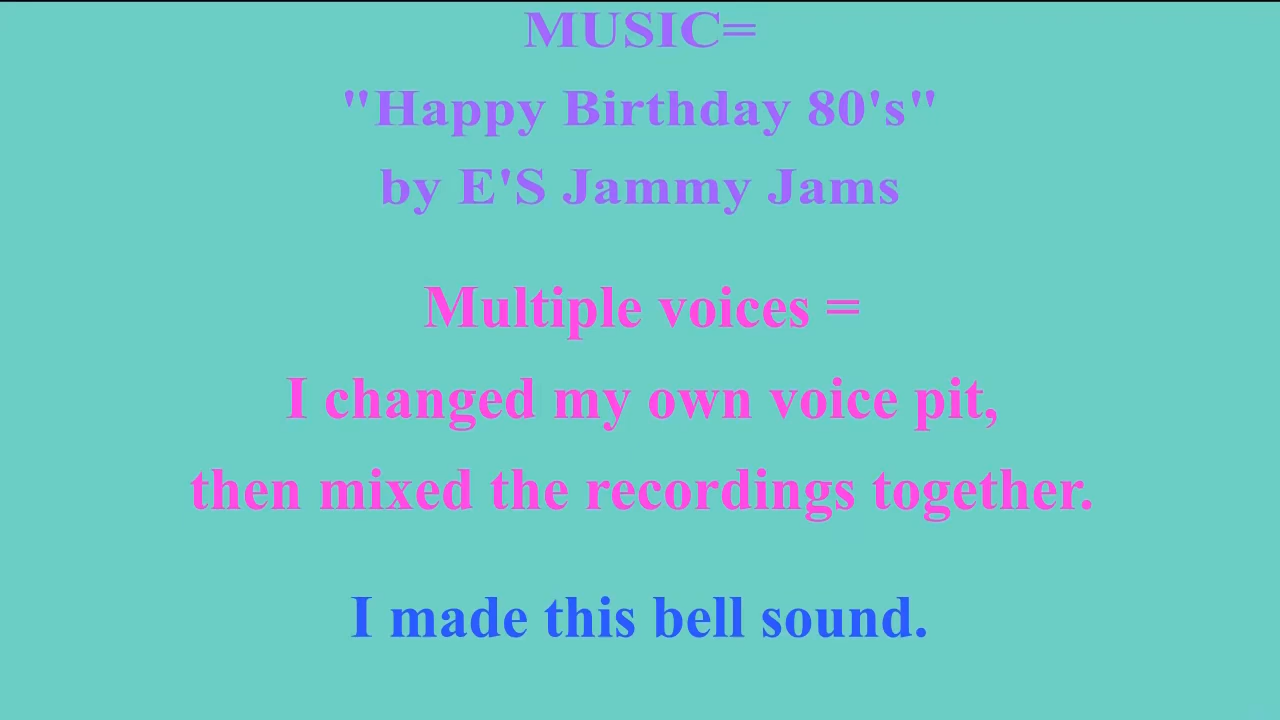 MUSIC=
"Happy Birthday 80's"
by E'S Jammy Jams
Multiple voices =
I changed my own voice pit,
then mixed the recordings together.
I made this bell sound.